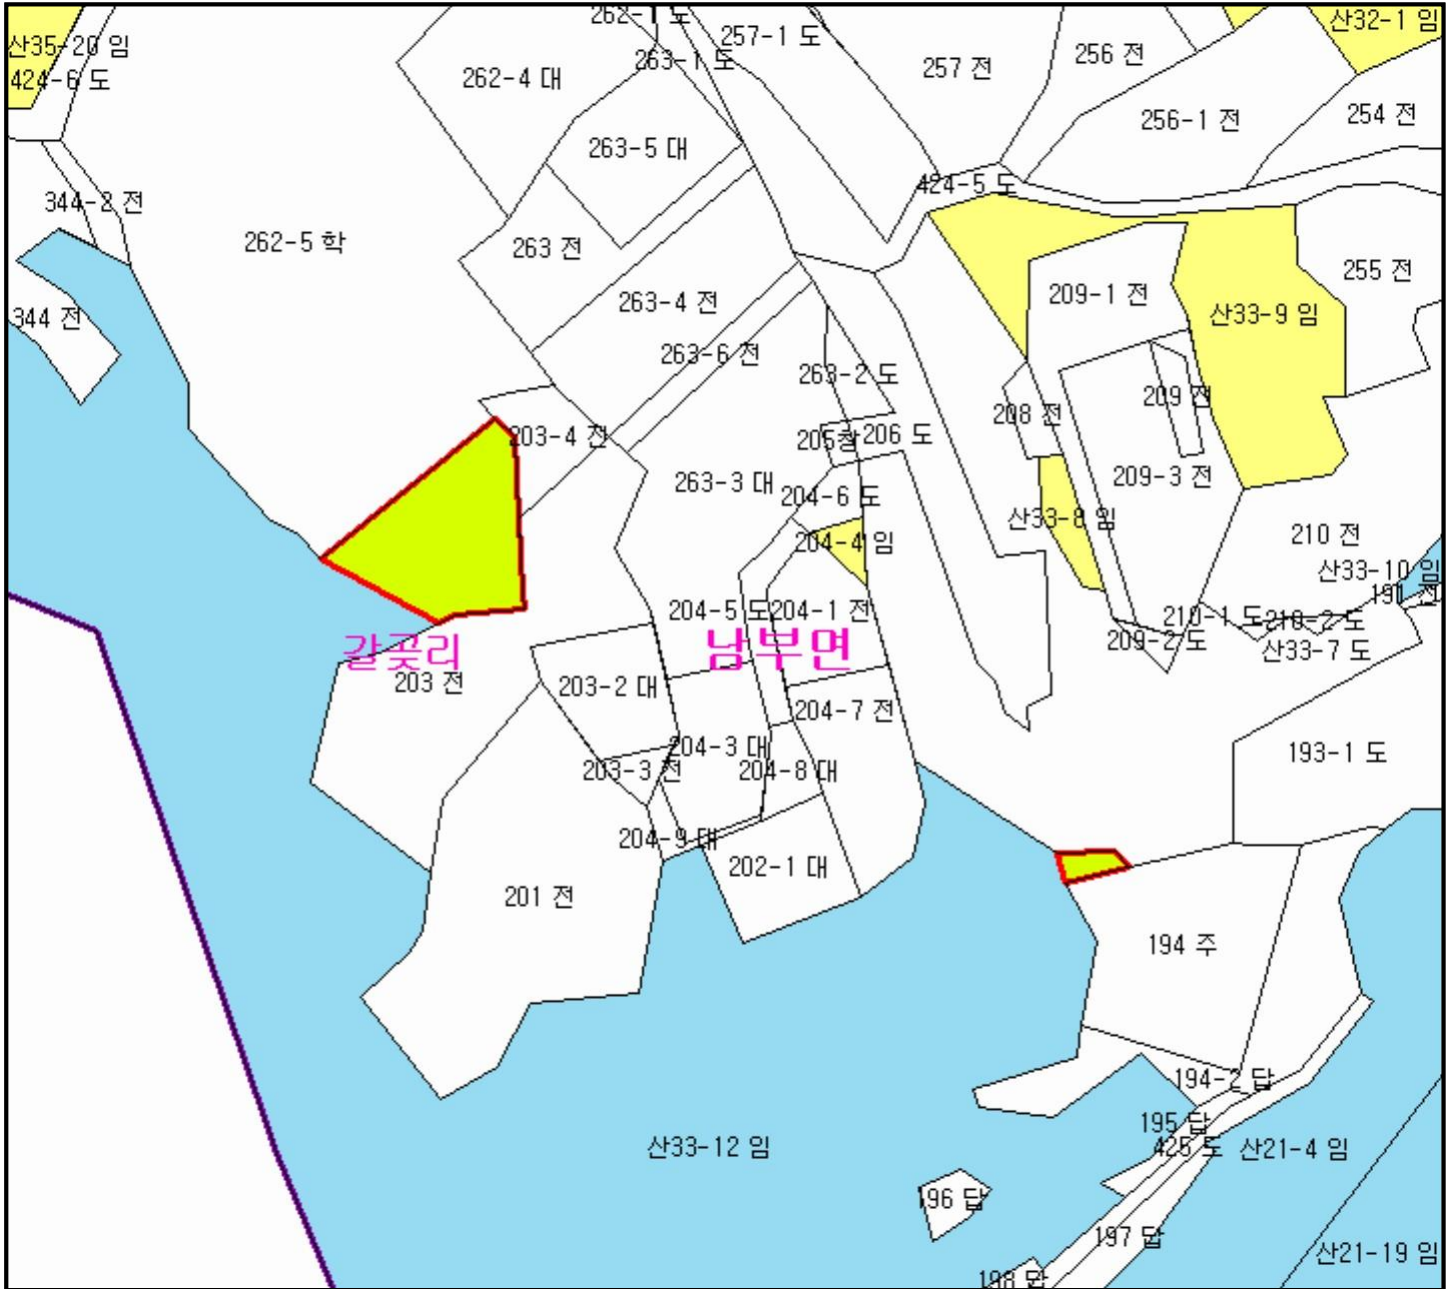 262-1 도
산32-1 임
257-1 도
산35-20 임
256 전
263-1 도
257 전
262-4 대
424-6 도
254 전
256-1 전
263-5 대
424-5 도
344-2 전
262-5 학
263 전
255 전
209-1 전
263-4 전
산33-9 임
344 전
263-6 전
263-2 도
209 전
208 전
203-4 전
206 도
209-3 전
263-3 대
204-6 도
산33-8 임
210 전
204-4 임
산33-10 임
191 전
204-5 도
204-1 전
210-1 도
210-2 도
209-2 도
갈곶리
남부면
산33-7 도
203 전
203-2 대
204-7 전
204-3 대
193-1 도
203-3 전
204-8 대
204-9 대
202-1 대
201 전
194 주
194-2 답
195 답
산33-12 임
425 도
산21-4 임
196 답
197 답
산21-19 임
198 답